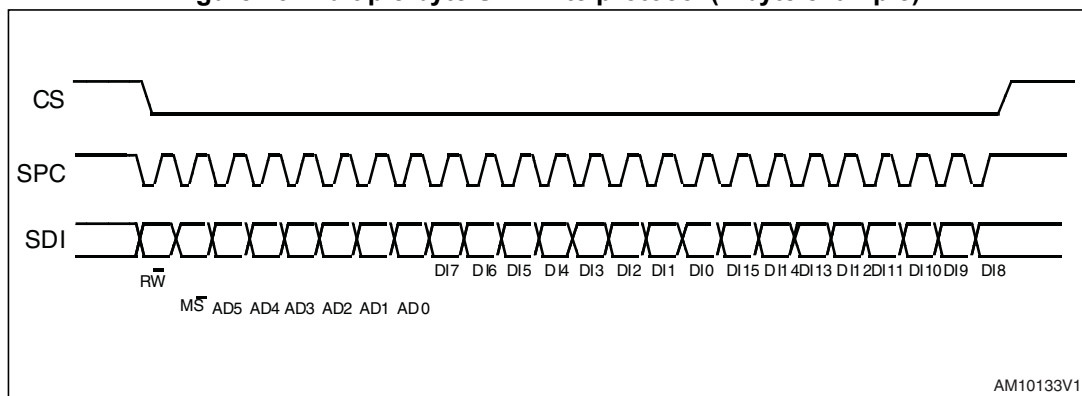 CS
SPC
SDI
DI7 DI6 DI5 DI4 DI3 DI2 DI1 DI0 DI15 DI14 DI13 DI12 DI11 DI10 DI9 DI8
RW̅
MS̅ AD5 AD4 AD3 AD2 AD1 AD0
AM10133V1